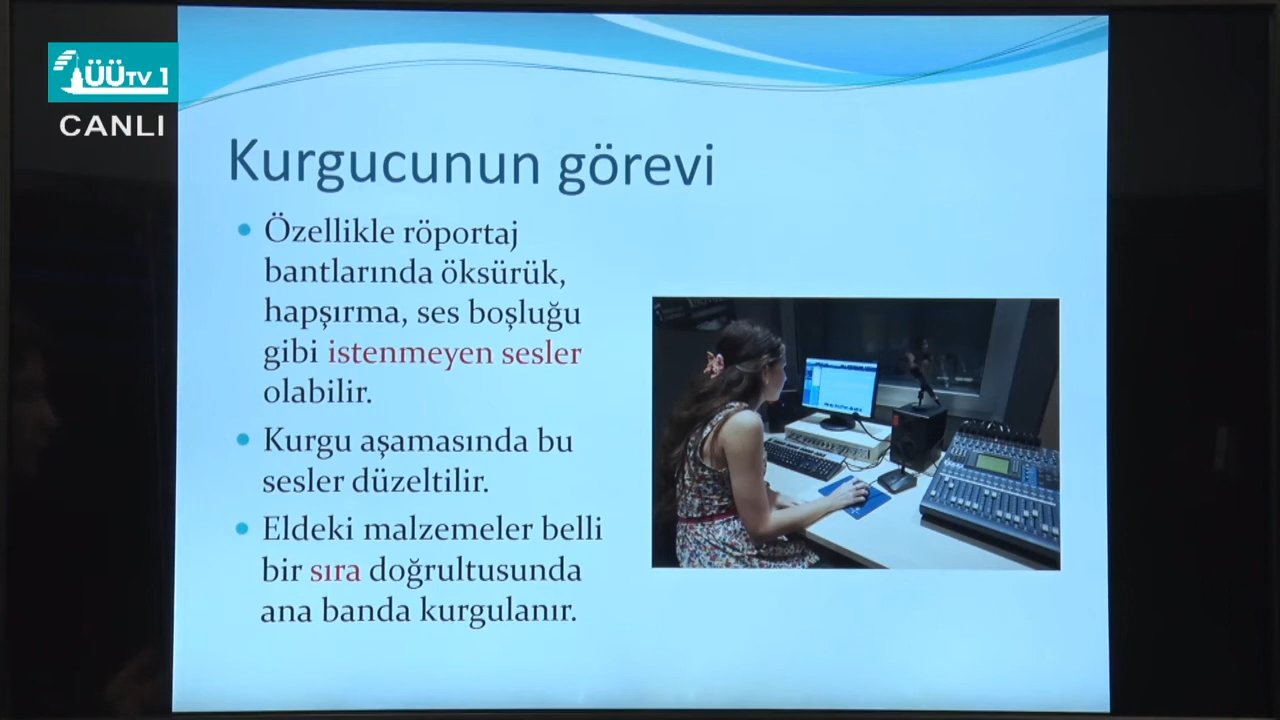 ÜÜTV 1
CANLI
Kurgucunun görevi
• Özellikle röportaj
bantlarında öksürük,
hapşırma, ses boşluğu
gibi istenmeyen sesler
olabilir.
• Kurgu aşamasında bu
sesler düzeltilir.
• Eldeki malzemeler belli
bir sıra doğrultusunda
ana banda kurgulanır.